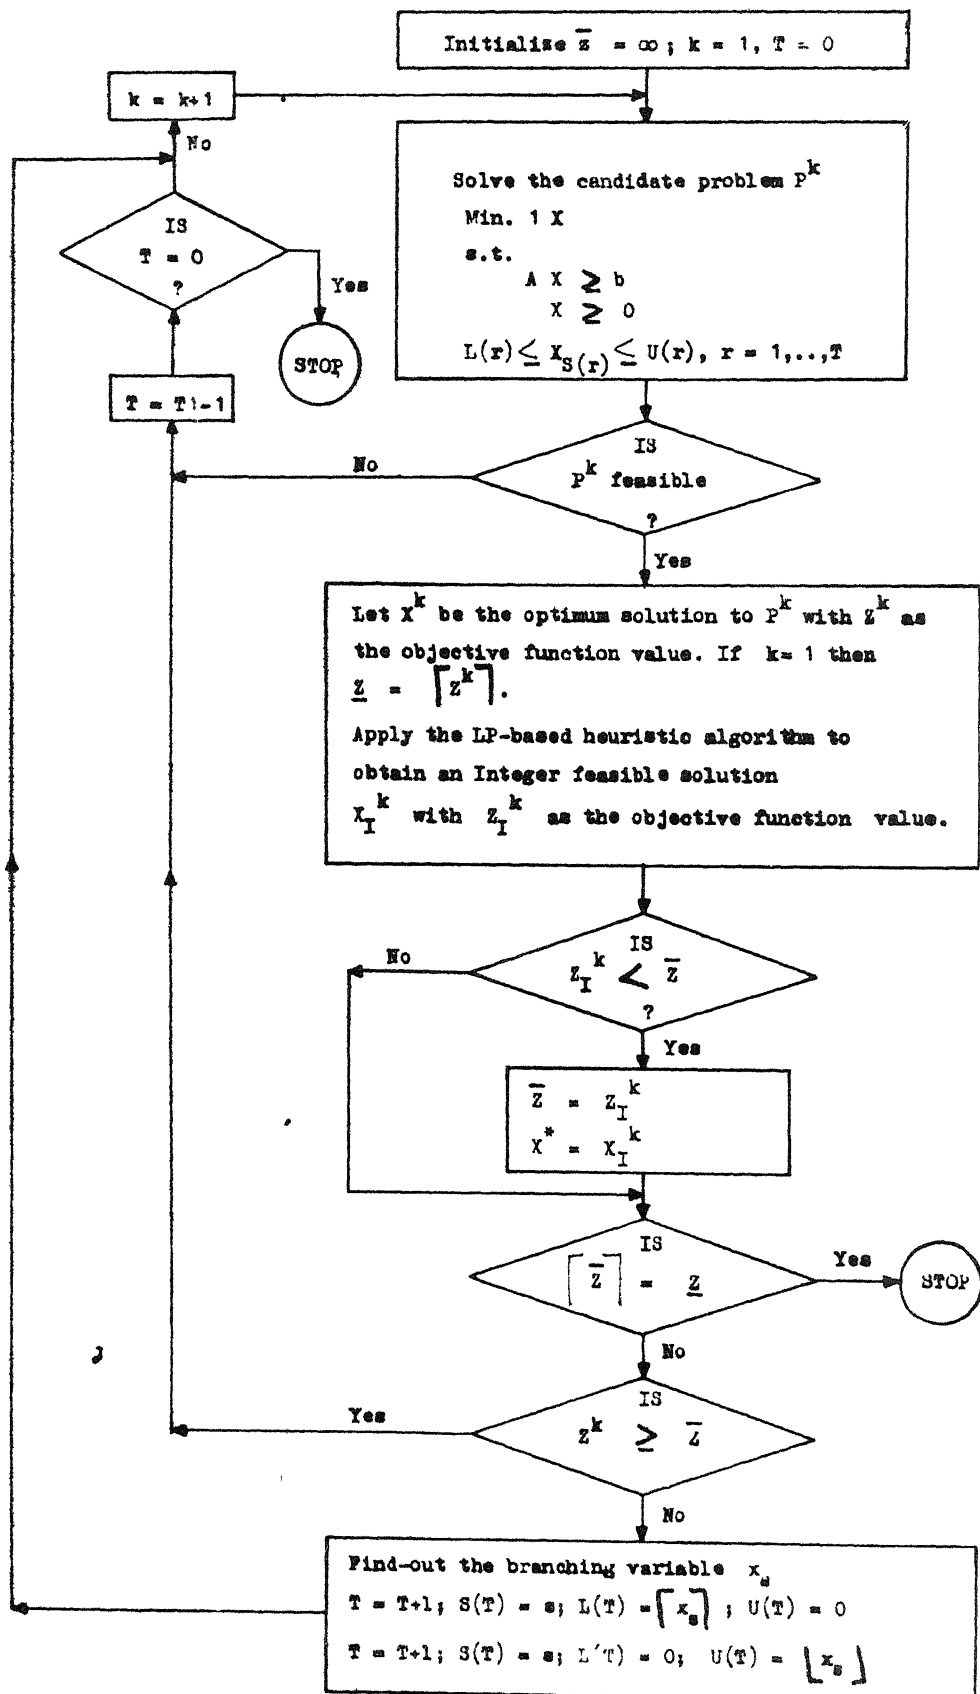 Initialize z̅ = ∞ ; k = 1, T = 0
k = k+1
No
IS
T = 0
?
Yes
STOP
T = T1-1
Solve the candidate problem P^k
Min. 1 X
s.t.
A X ≥ b
X ≥ 0
L(r) ≤ X_S(r) ≤ U(r), r = 1,..,T
IS
P^k feasible
?
No
Yes
Let X^k be the optimum solution to P^k with Z^k as
the objective function value. If k= 1 then
Z̲ = ⌈Z^k⌉.
Apply the LP-based heuristic algorithm to
obtain an Integer feasible solution
X_I^k with Z_I^k as the objective function value.
IS
Z_I^k < Z̅
?
No
Yes
Z̅ = Z_I^k
X* = X_I^k
IS
⌈Z̅⌉ = Z̲
Yes
STOP
No
IS
Z^k ≥ Z̅
Yes
No
Find-out the branching variable x_s
T = T+1; S(T) = s; L(T) = ⌈x_s⌉ ; U(T) = 0
T = T+1; S(T) = s; L'T) = 0; U(T) = ⌊x_s⌋